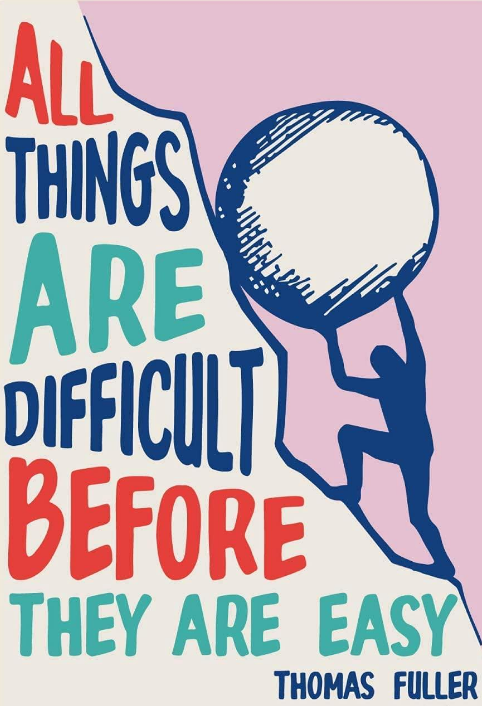 ALL
THINGS
ARE
DIFFICULT
BEFORE
THEY ARE EASY
THOMAS FULLER